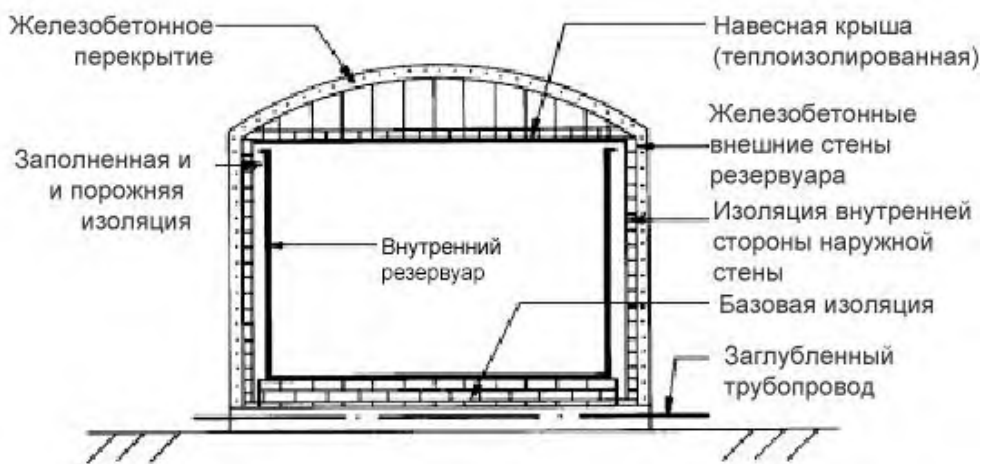 Железобетонное
перекрытие
Заполненная и
и порожняя
изоляция
Внутренний
резервуар
Навесная крыша
(теплоизолированная)
Железобетонные
внешние стены
резервуара
Изоляция внутренней
стороны наружной
стены
Базовая изоляция
Заглубленный
трубопровод